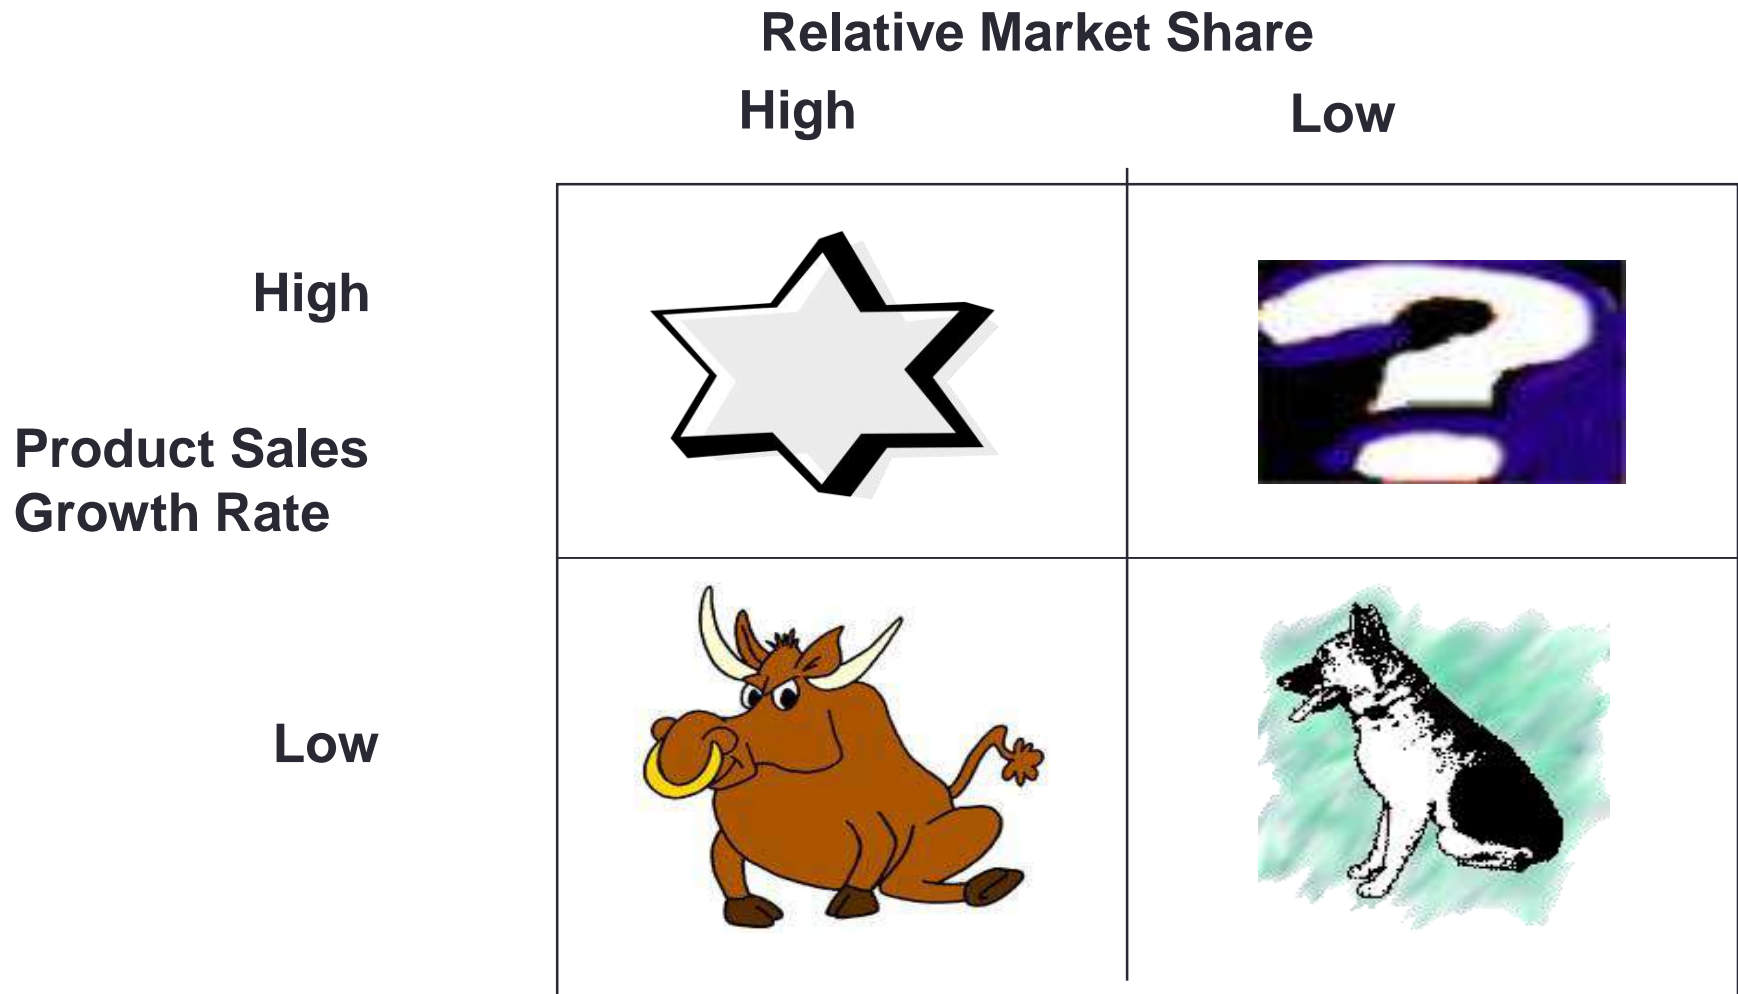 Relative Market Share
High
Low
High
Product Sales
Growth Rate
?
Low